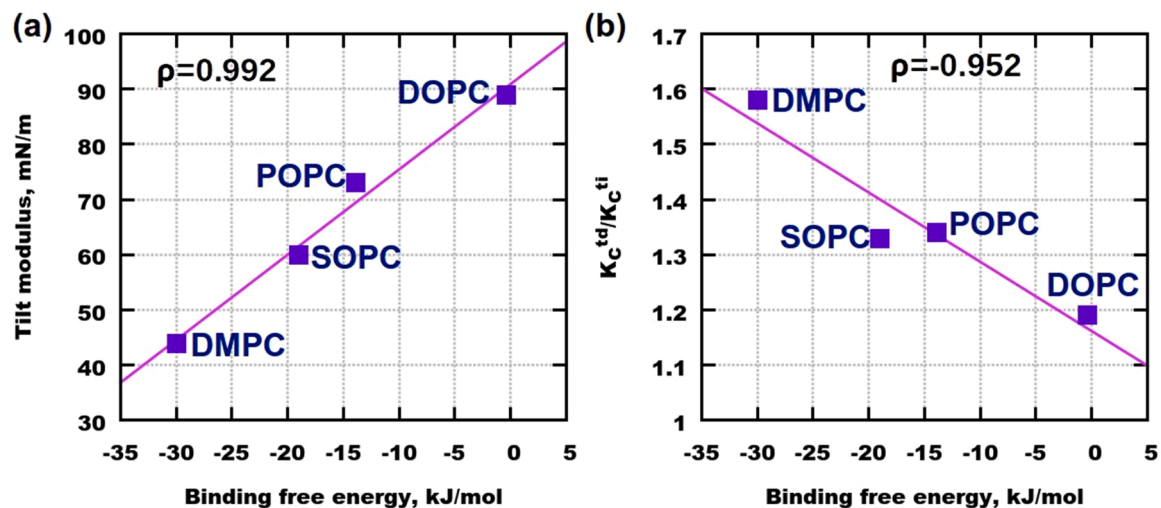 (a)
100
90
80
70
60
50
40
30
Tilt modulus, mN/m
ρ=0.992
DOPC
POPC
SOPC
DMPC
-35 -30 -25 -20 -15 -10 -5 0 5
Binding free energy, kJ/mol
(b)
1.7
1.6
1.5
1.4
1.3
1.2
1.1
1
K_C^td/K_C^ti
ρ=-0.952
DMPC
SOPC
POPC
DOPC
-35 -30 -25 -20 -15 -10 -5 0 5
Binding free energy, kJ/mol